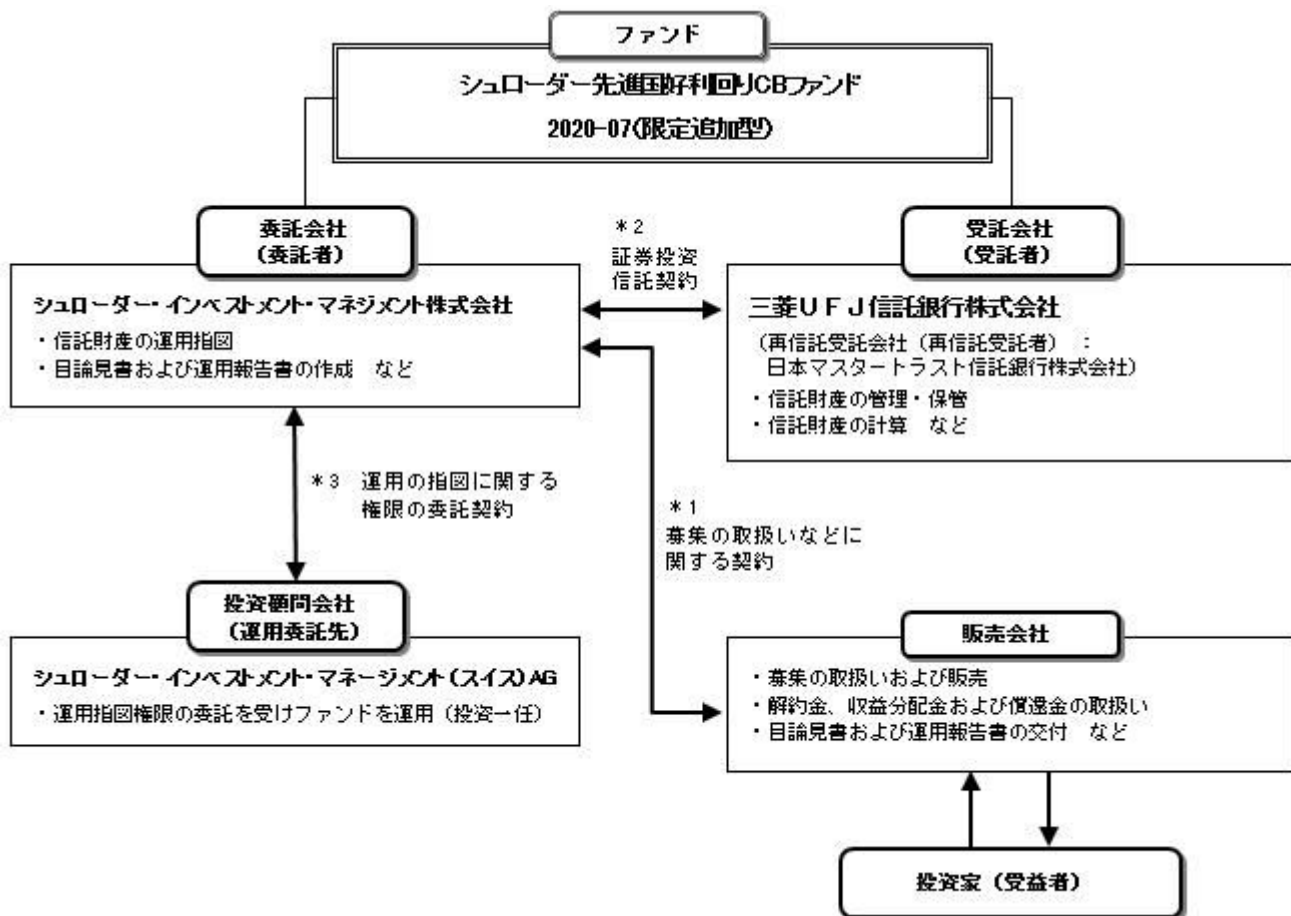 ファンド
シュローダー先進国好利回りCBファンド
2020-07(限定追加型)
委託会社
(委託者)
シュローダー・インベストメント・マネジメント株式会社
・信託財産の運用指図
・目論見書および運用報告書の作成 など
*2
証券投資
信託契約
受託会社
(受託者)
三菱UFJ信託銀行株式会社
(再信託受託会社(再信託受託者) :
日本マスタートラスト信託銀行株式会社)
・信託財産の管理・保管
・信託財産の計算 など
*3 運用の指図に関する
権限の委託契約
*1
募集の取扱いなどに
関する契約
投資顧問会社
(運用委託先)
シュローダー・インベストメント・マネージメント(スイス)AG
・運用指図権限の委託を受けファンドを運用(投資一任)
販売会社
・募集の取扱いおよび販売
・解約金、収益分配金および償還金の取扱い
・目論見書および運用報告書の交付 など
投資家(受益者)